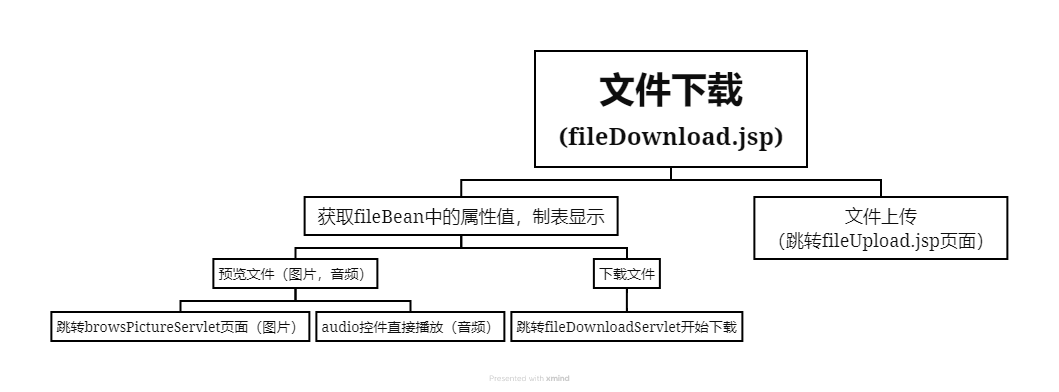 文件下载
(fileDownload.jsp)
获取fileBean中的属性值，制表显示
文件上传
（跳转fileUpload.jsp页面）
预览文件（图片，音频）
下载文件
跳转browsPictureServlet页面（图片）
audio控件直接播放（音频）
跳转fileDownloadServlet开始下载
Presented with xmind